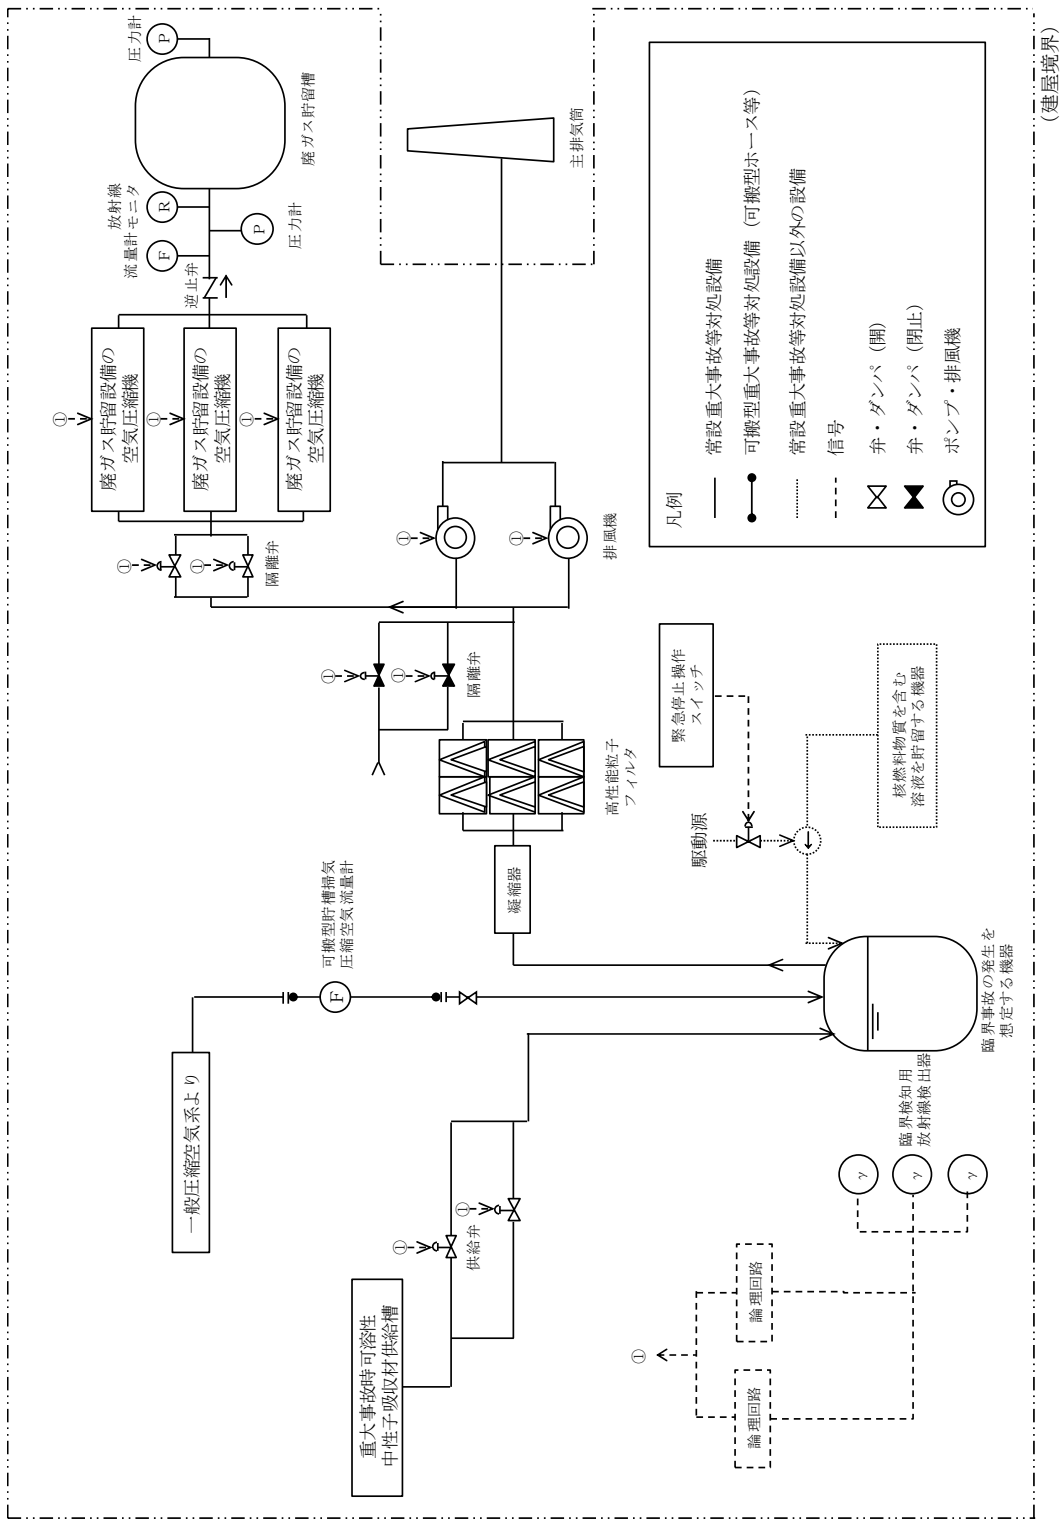 重大事故時可溶性
中性子吸収材供給槽
①
①
供給弁
一般圧縮空気系より
可搬型貯槽掃気
圧縮空気流量計
F
凝縮器
高性能粒子
フィルタ
①
①
隔離弁
①
①
隔離弁
①
①
排風機
①
廃ガス貯留設備の
空気圧縮機
①
廃ガス貯留設備の
空気圧縮機
①
廃ガス貯留設備の
空気圧縮機
逆止弁
流量計
F
放射線
モニタ
R
P
圧力計
廃ガス貯留槽
P
圧力計
主排気筒
①
論理回路
論理回路
臨界検知用
放射線検出器
γ
γ
γ
臨界事故の発生を
想定する機器
駆動源
緊急停止操作
スイッチ
核燃料物質を含む
溶液を貯留する機器
凡例
常設重大事故等対処設備
可搬型重大事故等対処設備(可搬型ホース等)
常設重大事故等対処設備以外の設備
信号
弁・ダンパ(開)
弁・ダンパ(閉止)
ポンプ・排風機
(建屋境界)